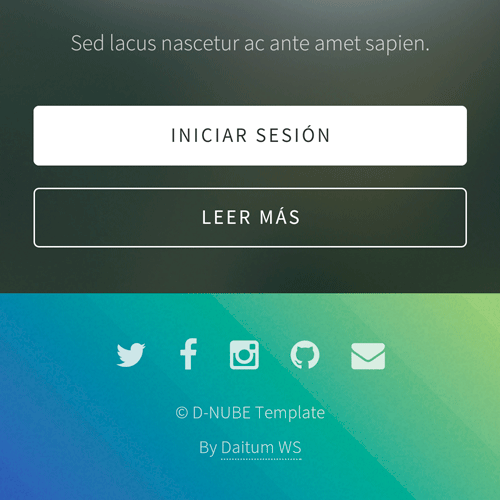 Sed lacus nascetur ac ante amet sapien.
INICIAR SESIÓN
LEER MÁS
© D-NUBE Template
By Daitum WS